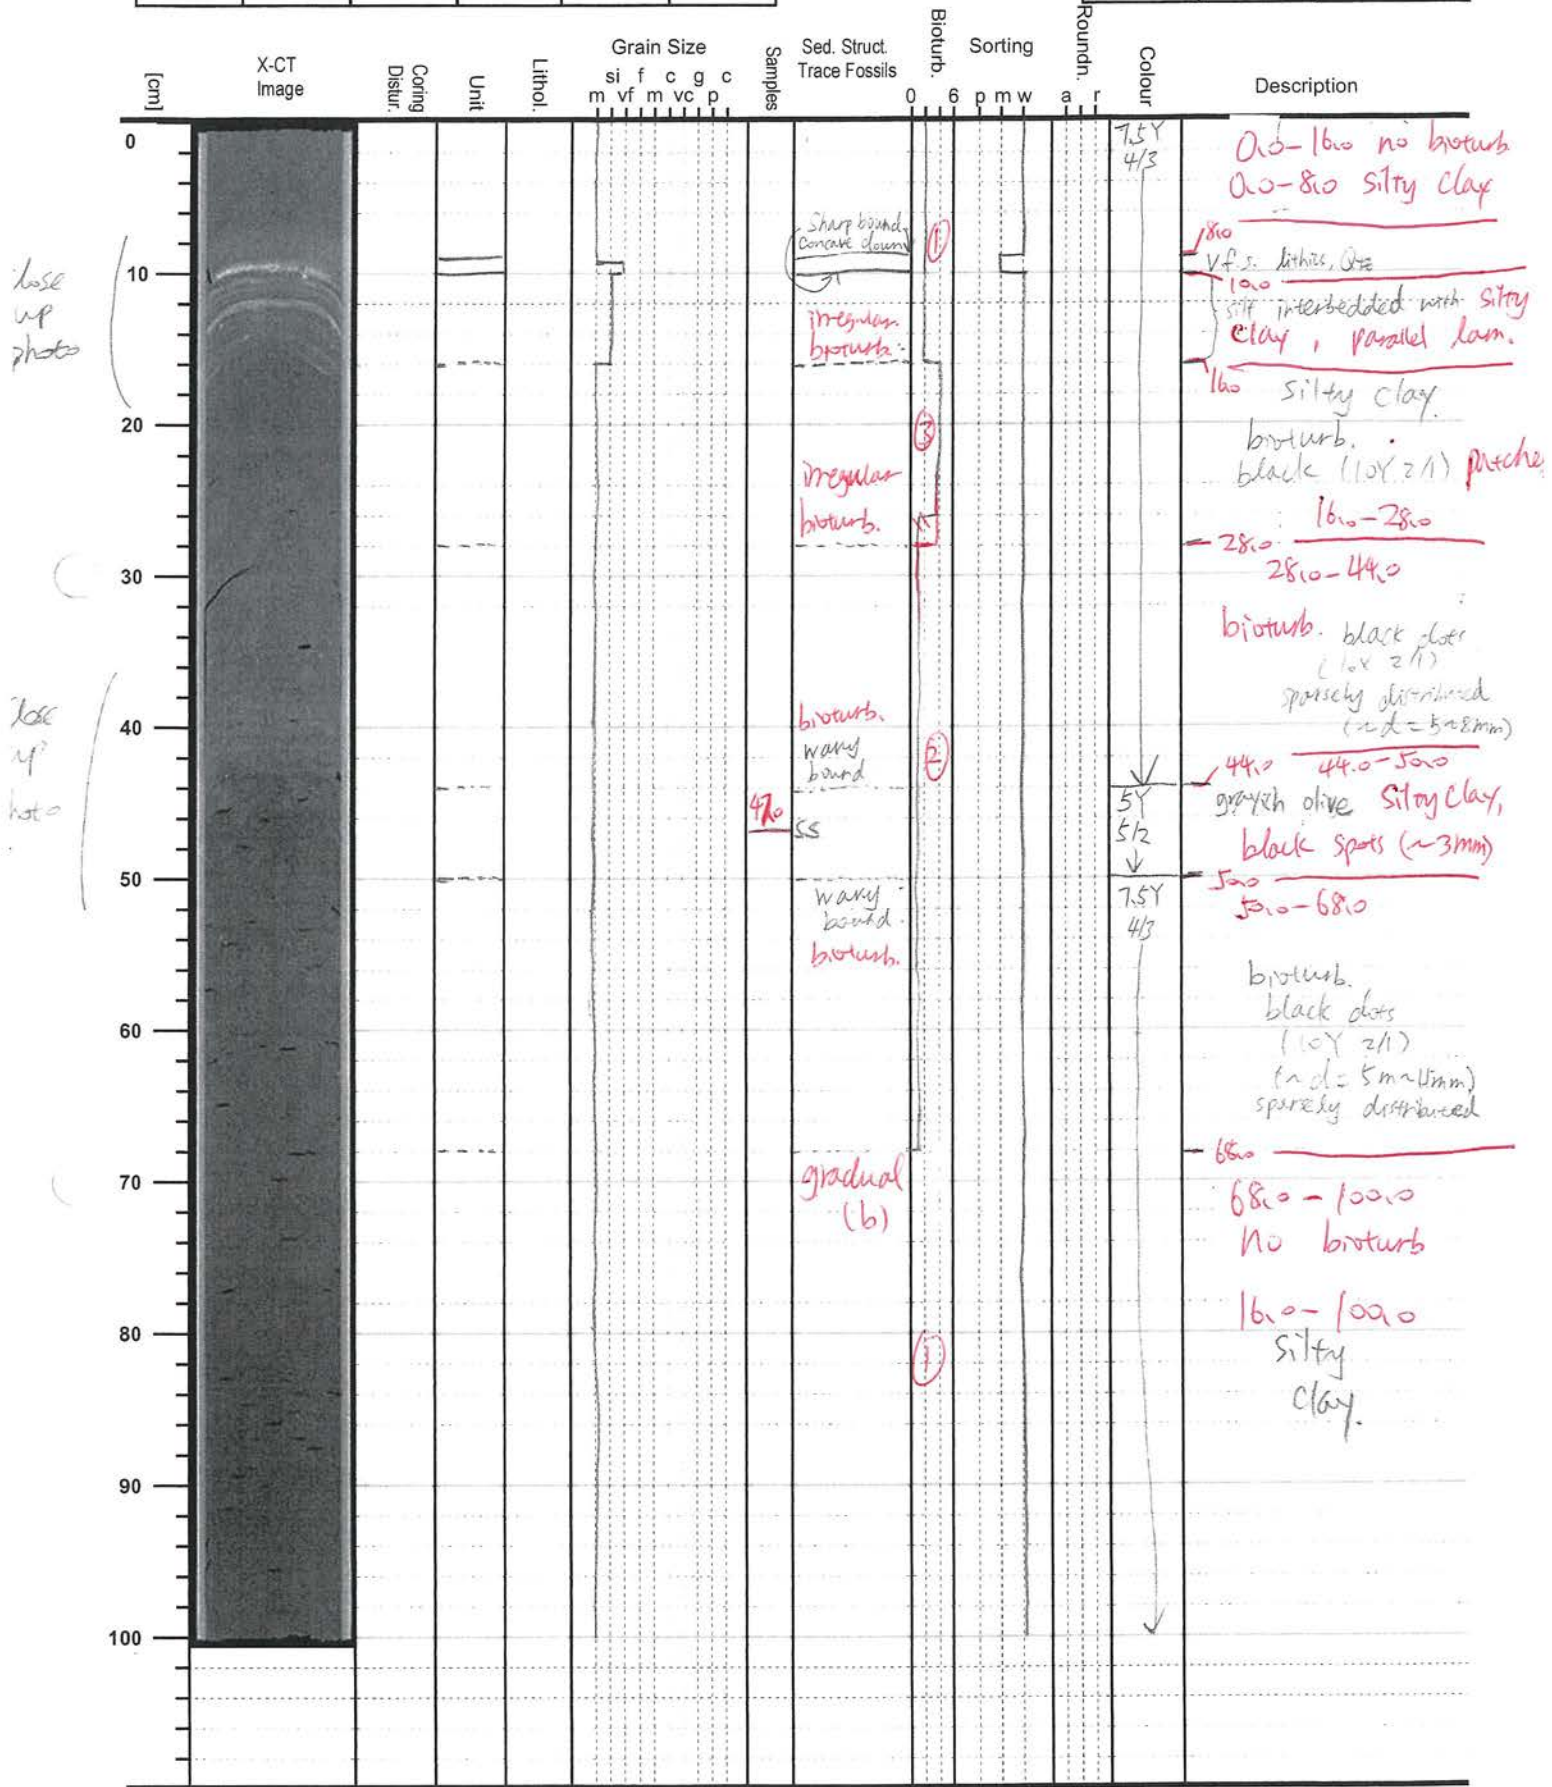 [cm]
X-CT
Image
Coring
Distur.
Unit
Lithol.
Grain Size
si f c g c
m vf m vc p
Samples
Sed. Struct.
Trace Fossils
Bioturb.
0 6
Sorting
p m w
Roundn.
a r
Colour
Description
0
10
20
30
40
50
60
70
80
90
100
close
up
photo
close
up
photo
47.0
Sharp bound.
Concave down
irregular
bioturb.
irregular
bioturb.
bioturb.
wavy
bound
SS
wavy
bound.
bioturb.
gradual
(b)
1
3
2
1
7.5Y
4/3
5Y
5/2
7.5Y
4/3
0.0-16.0 no bioturb
0.0-8.0 Silty Clay
8.0
v.f.s. lithics, Qtz
10.0
silt interbedded with silty
clay, parallel lam.
16.0
Silty clay.
bioturb.
black (10Y 2/1) patche
16.0-28.0
28.0
28.0-44.0
bioturb. black dots
(10Y 2/1)
sparsely distributed
(~d=5~8mm)
44.0 44.0-50.0
grayish olive Silty Clay,
black spots (~3mm)
50.0
50.0-68.0
bioturb.
black dots
(10Y 2/1)
sparsely distributed
68.0
68.0-100.0
No bioturb
16.0-100.0
Silty
Clay.